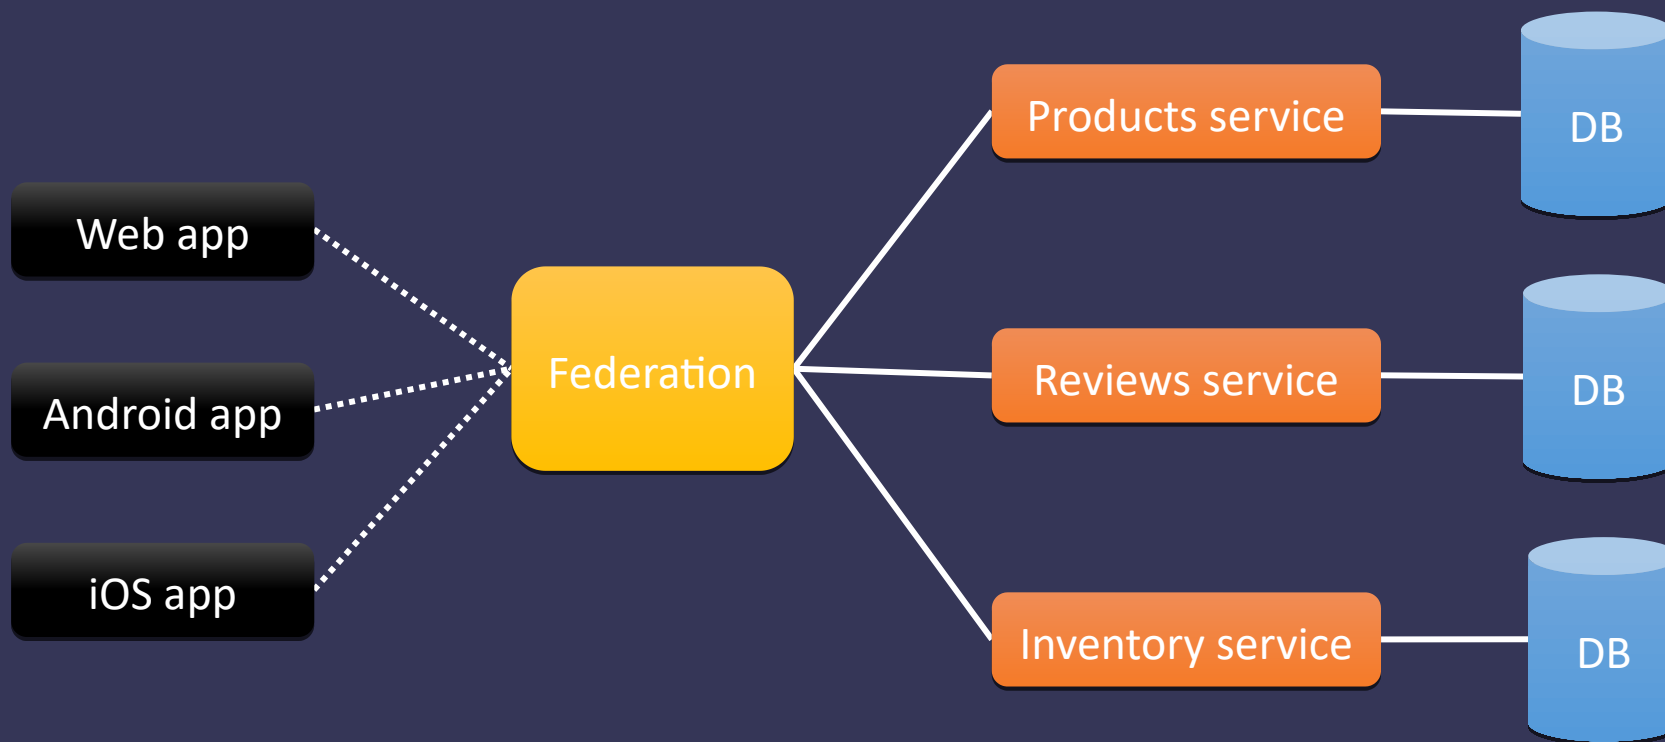 Web app
Android app
iOS app
Federation
Products service
DB
Reviews service
DB
Inventory service
DB